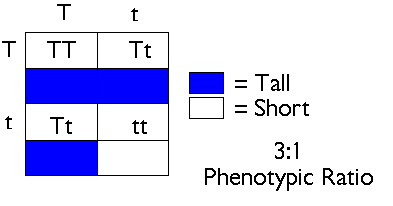 T t
T TT Tt
= Tall
= Short
t Tt tt
3:1
Phenotypic Ratio